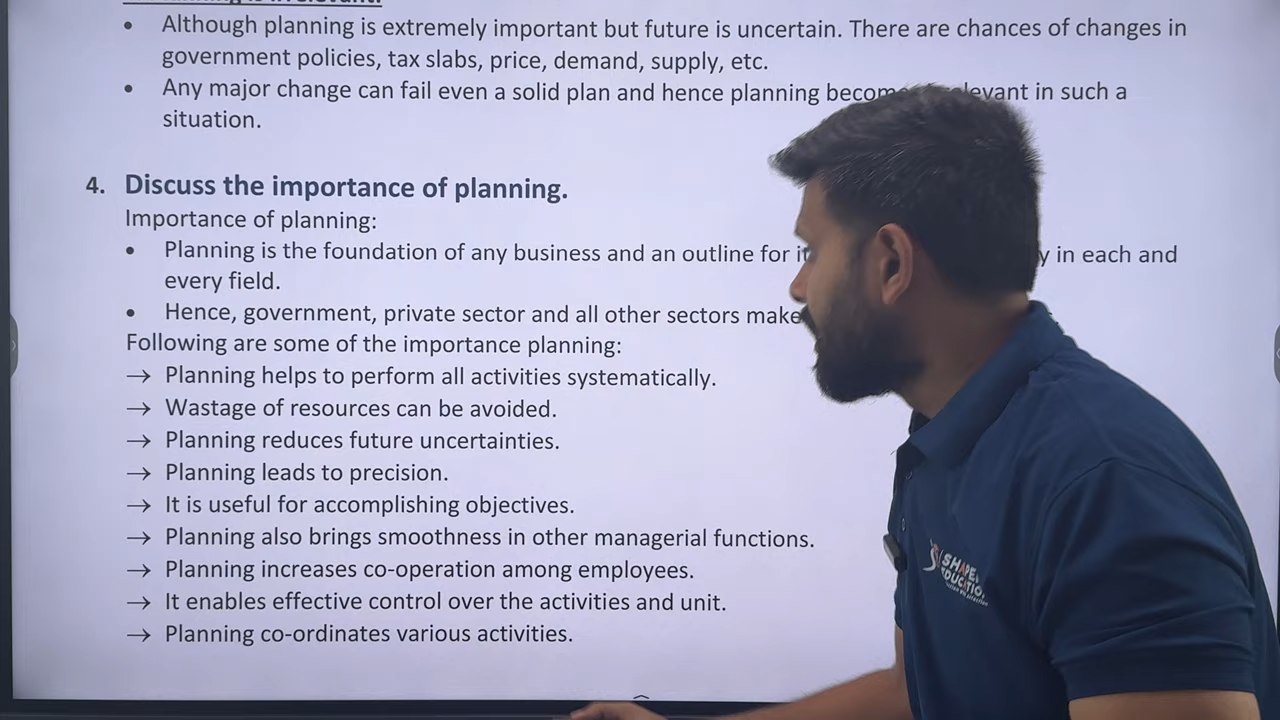 • Although planning is extremely important but future is uncertain. There are chances of changes in
government policies, tax slabs, price, demand, supply, etc.
• Any major change can fail even a solid plan and hence planning in such a
situation.
4. Discuss the importance of planning.
Importance of planning:
• Planning is the foundation of any business and an outline for in each and
every field.
• Hence, government, private sector and all other sectors make
Following are some of the importance planning:
→ Planning helps to perform all activities systematically.
→ Wastage of resources can be avoided.
→ Planning reduces future uncertainties.
→ Planning leads to precision.
→ It is useful for accomplishing objectives.
→ Planning also brings smoothness in other managerial functions.
→ Planning increases co-operation among employees.
→ It enables effective control over the activities and unit.
→ Planning co-ordinates various activities.